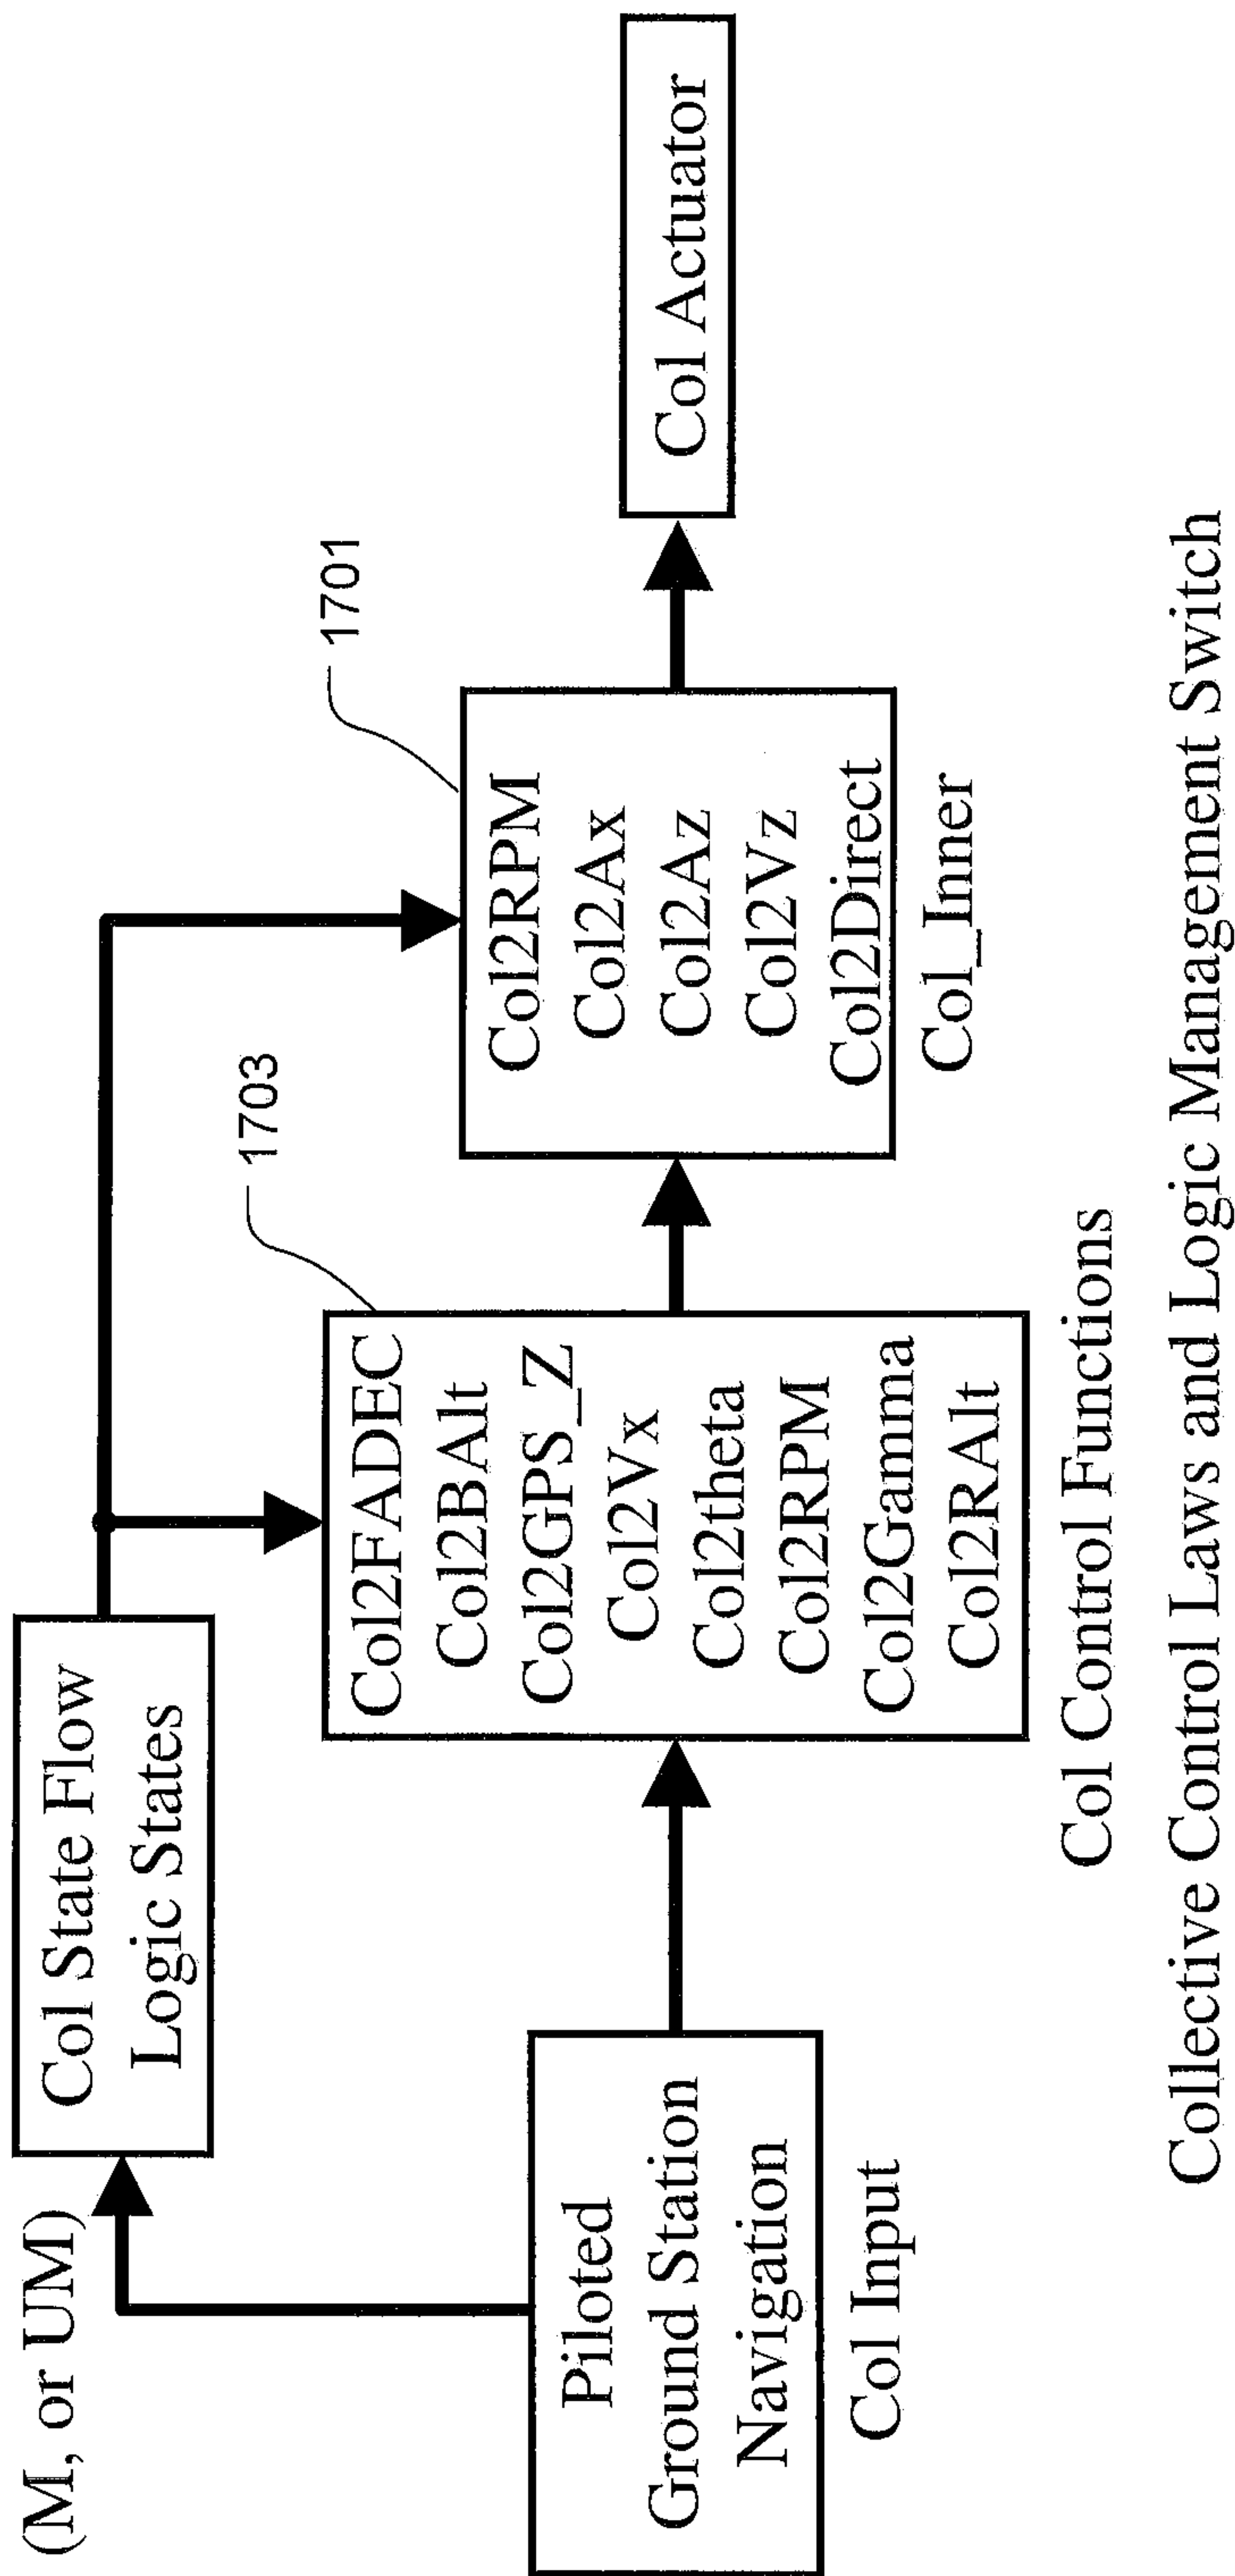 (M, or UM)
Col State Flow
Logic States
Piloted
Ground Station
Navigation
Col Input
1703
Col2FADEC
Col2BAlt
Col2GPS_Z
Col2Vx
Col2theta
Col2RPM
Col2Gamma
Col2RAlt
Col Control Functions
1701
Col2RPM
Col2Ax
Col2Az
Col2Vz
Col2Direct
Col_Inner
Col Actuator
Collective Control Laws and Logic Management Switch